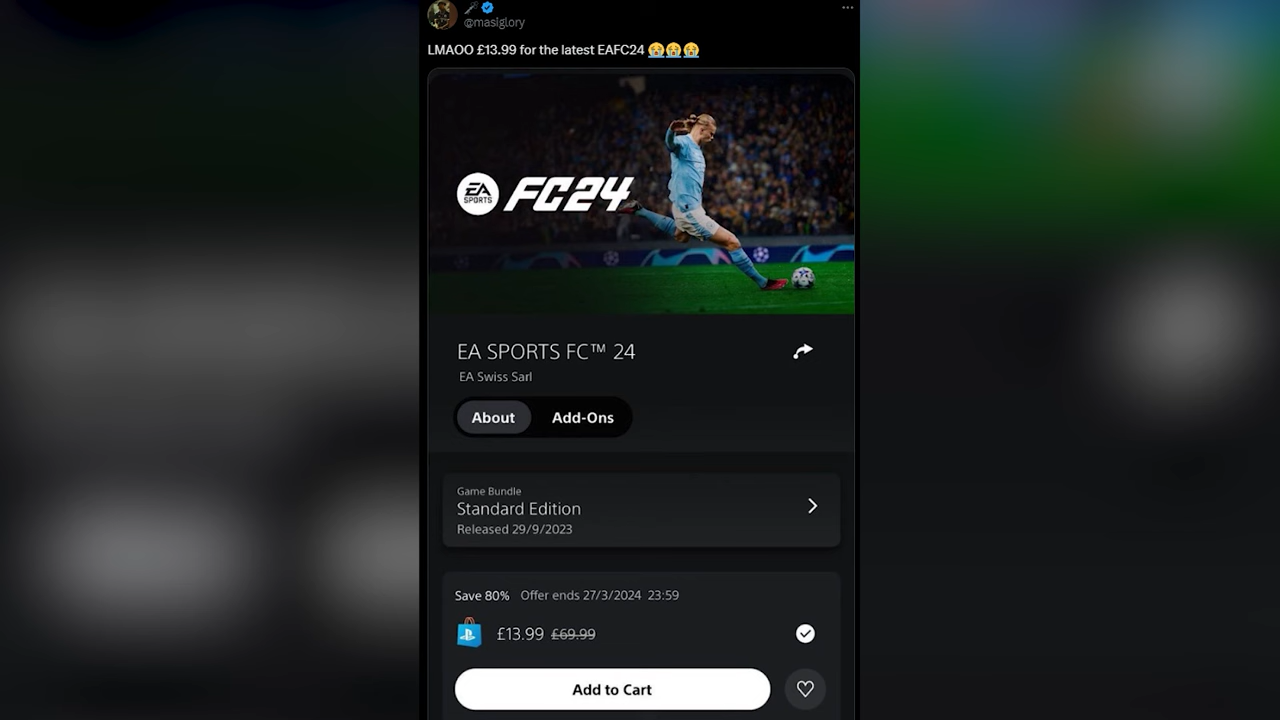 @maslglory
LMAOO £13.99 for the latest EAFC24 😭😭😭
EA SPORTS FC24
EA SPORTS FC™ 24
EA Swiss Sarl
About Add-Ons
Game Bundle
Standard Edition
Released 29/9/2023
Save 80% Offer ends 27/3/2024 23:59
£13.99 £69.99
Add to Cart